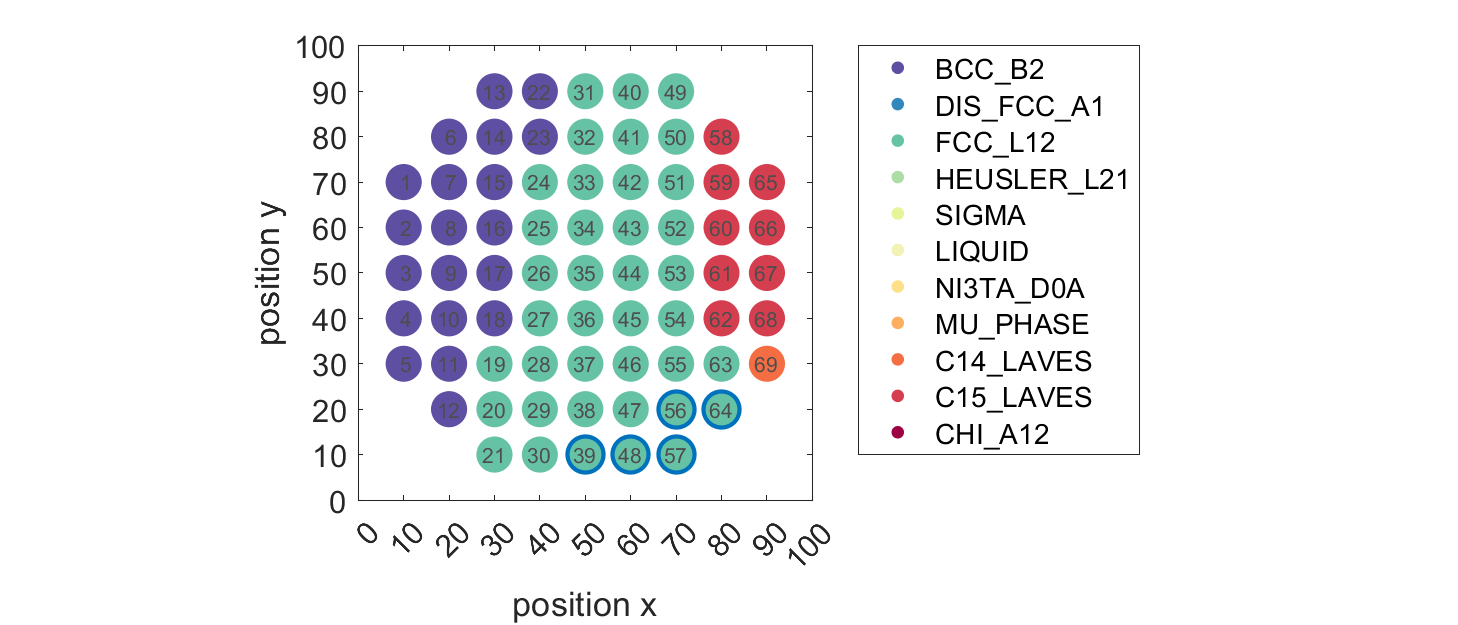 100
90
80
70
60
50
40
30
20
10
0
position y
13 22 31 40 49
6 14 23 32 41 50 58
1 7 15 24 33 42 51 59 65
2 8 16 25 34 43 52 60 66
3 9 17 26 35 44 53 61 67
4 10 18 27 36 45 54 62 68
5 11 19 28 37 46 55 63 69
12 20 29 38 47 56 64
21 30 39 48 57
0 10 20 30 40 50 60 70 80 90 100
position x
BCC_B2
DIS_FCC_A1
FCC_L12
HEUSLER_L21
SIGMA
LIQUID
NI3TA_D0A
MU_PHASE
C14_LAVES
C15_LAVES
CHI_A12